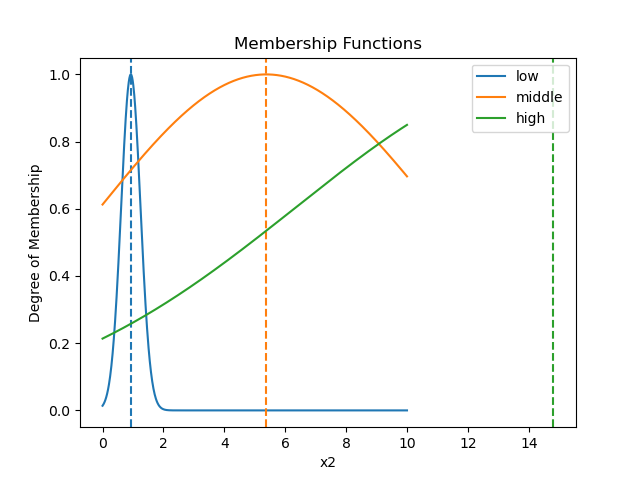 Membership Functions
low
middle
high
Degree of Membership
1.0
0.8
0.6
0.4
0.2
0.0
0 2 4 6 8 10 12 14
x2